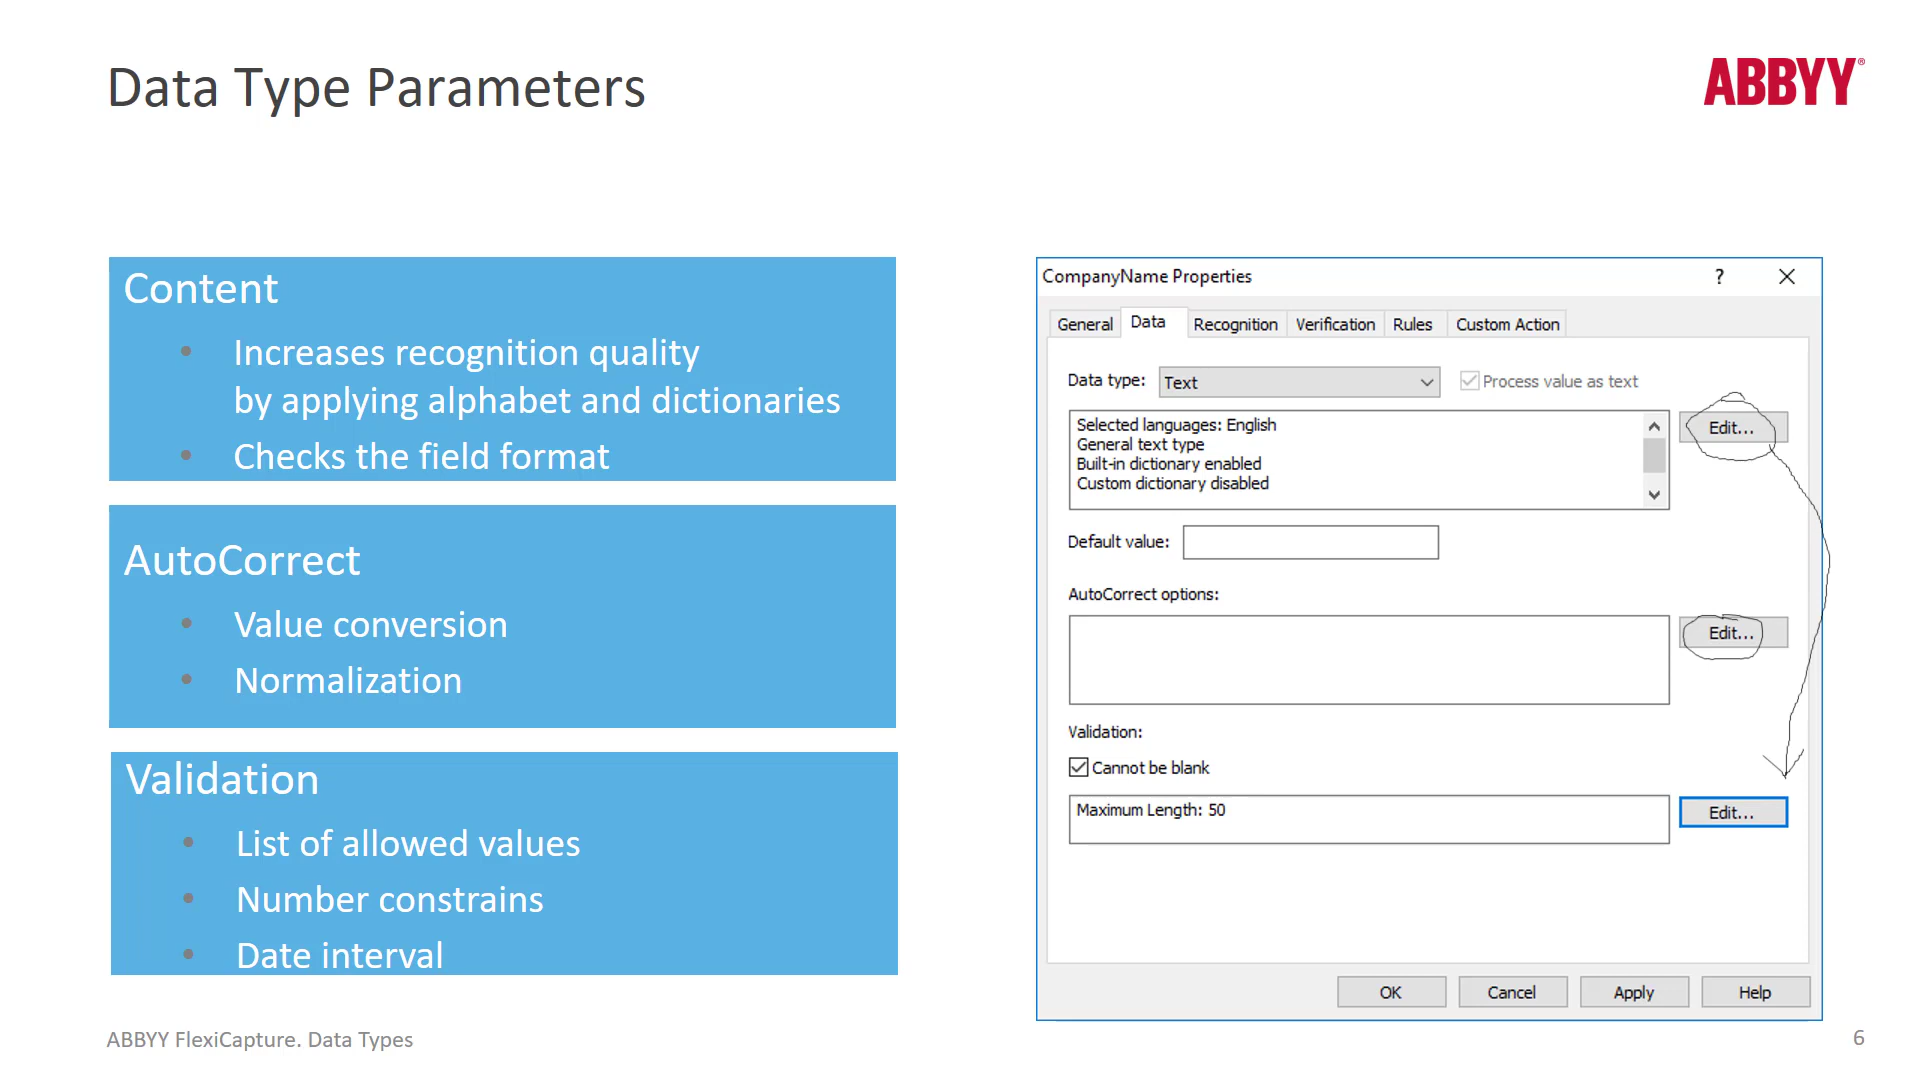 Data Type Parameters
ABBYY®
Content
• Increases recognition quality
by applying alphabet and dictionaries
• Checks the field format
AutoCorrect
• Value conversion
• Normalization
Validation
• List of allowed values
• Number constrains
• Date interval
CompanyName Properties ?
General Data Recognition Verification Rules Custom Action
Data type: Text Process value as text
Selected languages: English
General text type
Built-in dictionary enabled
Custom dictionary disabled
Edit...
Default value:
AutoCorrect options:
Edit...
Validation:
Cannot be blank
Maximum Length: 50
Edit...
OK Cancel Apply Help
ABBYY FlexiCapture. Data Types
6